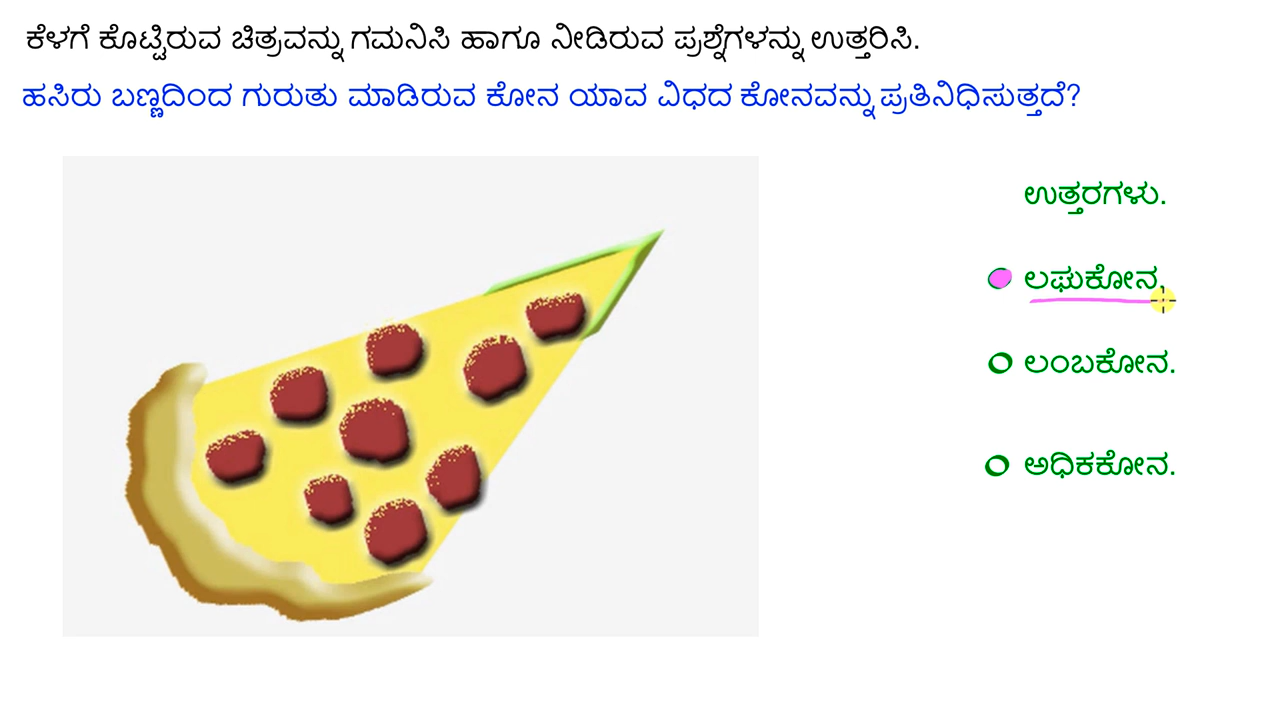 ಕೆಳಗೆ ಕೊಟ್ಟಿರುವ ಚಿತ್ರವನ್ನು ಗಮನಿಸಿ ಹಾಗೂ ನೀಡಿರುವ ಪ್ರಶ್ನೆಗಳನ್ನು ಉತ್ತರಿಸಿ.
ಹಸಿರು ಬಣ್ಣದಿಂದ ಗುರುತು ಮಾಡಿರುವ ಕೋನ ಯಾವ ವಿಧದ ಕೋನವನ್ನು ಪ್ರತಿನಿಧಿಸುತ್ತದೆ?
ಉತ್ತರಗಳು.
ಲಘುಕೋನ.
ಲಂಬಕೋನ.
ಅಧಿಕಕೋನ.